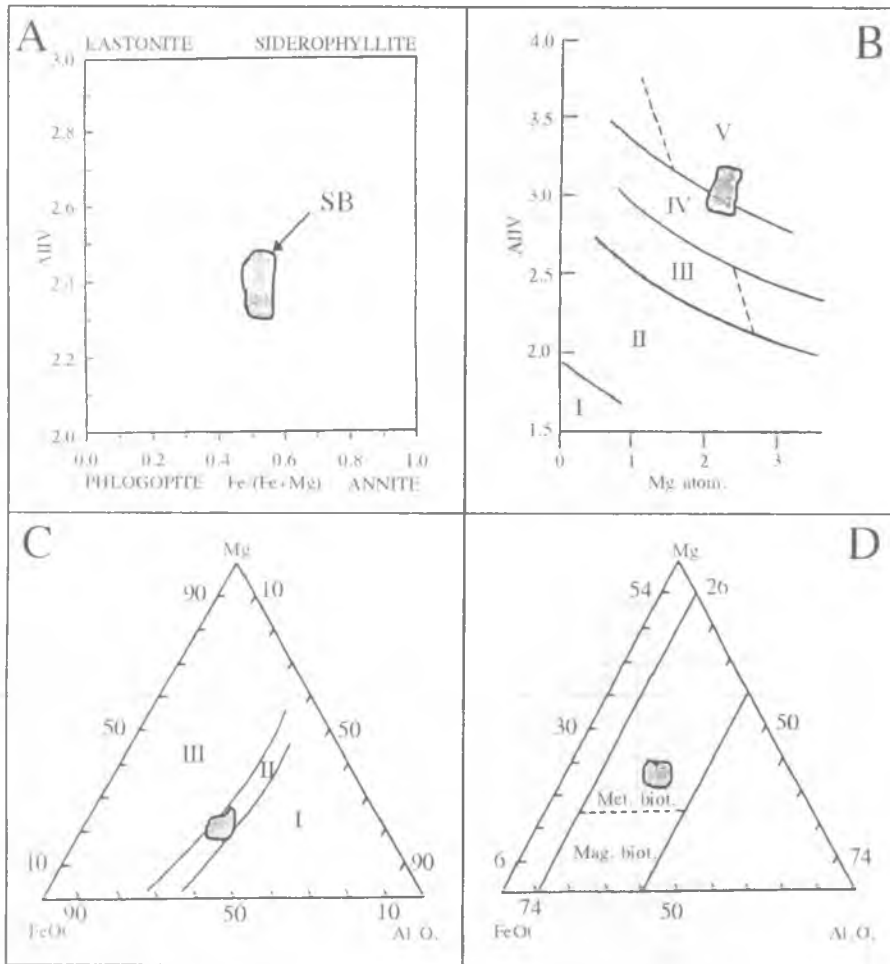 A
EASTONITE SIDEROPHYLLITE
3.0
2.8
2.6
2.4
2.2
2.0
AlIV
SB
0.0 0.2 0.4 0.6 0.8 1.0
PHLOGOPITE Fe/(Fe+Mg) ANNITE
B
4.0
3.5
3.0
2.5
2.0
1.5
AlIV
V
IV
III
II
I
0 1 2 3
Mg atom.
C
Mg
90 10
50 50
III
II
I
10 90
90 50 10
D
Mg
54 26
30 50
Met. biot.
Mag. biot.
6 74
74 50